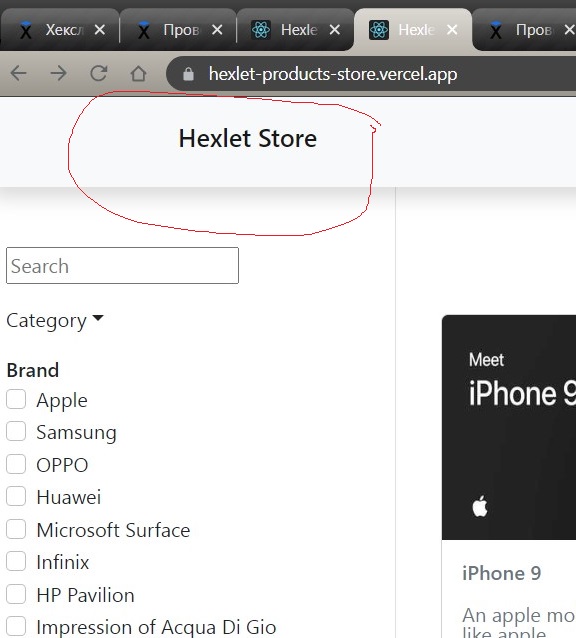 Хексл
Пров
Hexle
Hexle
Пров
hexlet-products-store.vercel.app
Hexlet Store
Search
Category
Brand
Apple
Samsung
OPPO
Huawei
Microsoft Surface
Infinix
HP Pavilion
Impression of Acqua Di Gio
Meet
iPhone 9
iPhone 9
An apple mo
like apple